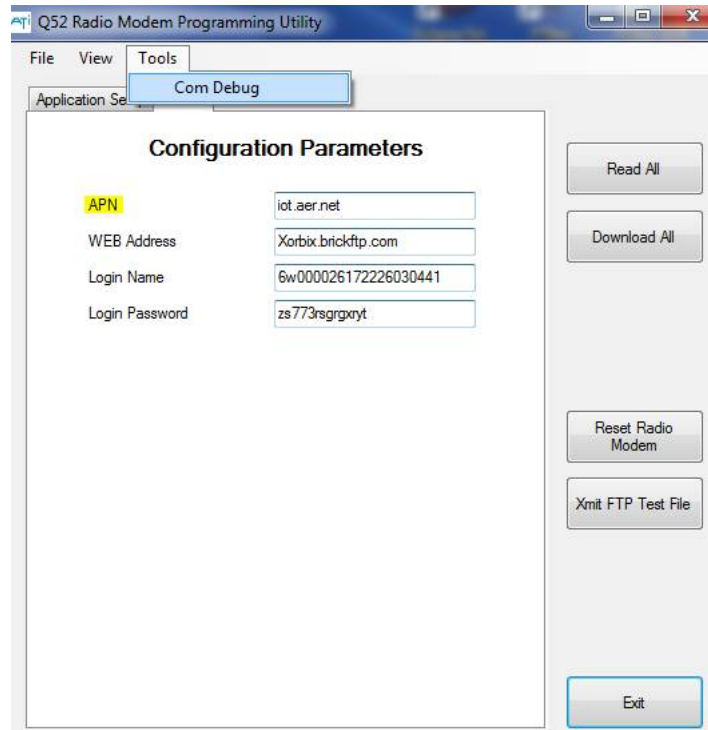 ATi Q52 Radio Modem Programming Utility
File View Tools
Com Debug
Application Se
Configuration Parameters
APN iot.aer.net
WEB Address Xorbix.brickftp.com
Login Name 6w000026172226030441
Login Password zs773rsgrgxryt
Read All
Download All
Reset Radio
Modem
Xmit FTP Test File
Exit